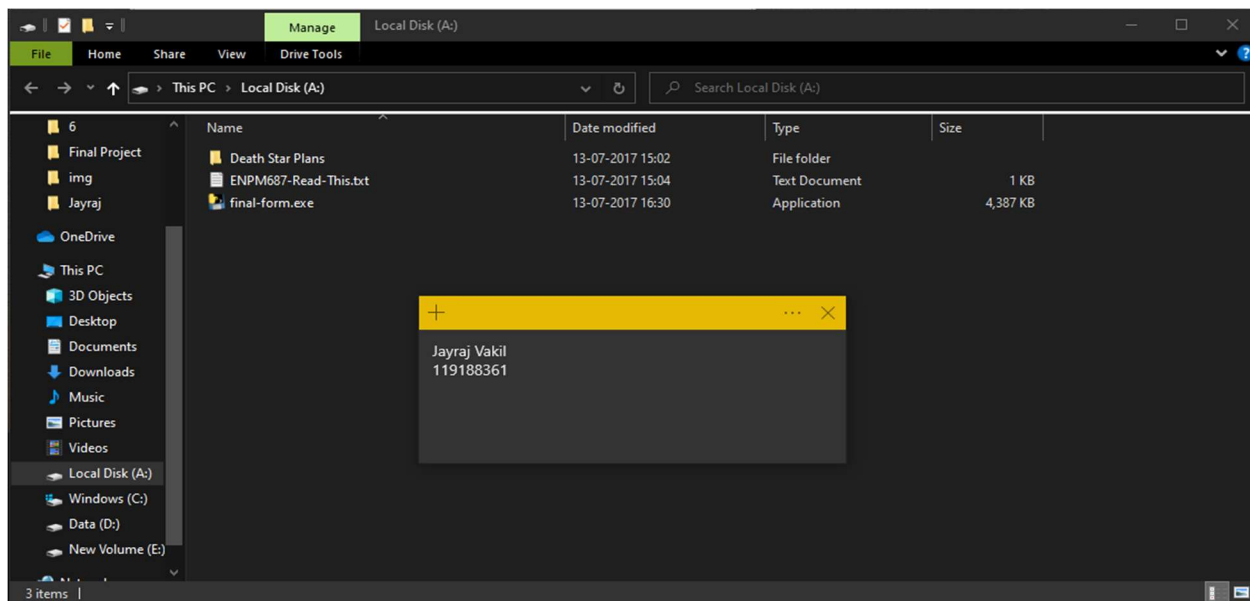 Manage Local Disk (A:)
File Home Share View Drive Tools
This PC > Local Disk (A:) Search Local Disk (A:)
6
Final Project
img
Jayraj
OneDrive
This PC
3D Objects
Desktop
Documents
Downloads
Music
Pictures
Videos
Local Disk (A:)
Windows (C:)
Data (D:)
New Volume (E:)
Name Date modified Type Size
Death Star Plans 13-07-2017 15:02 File folder
ENPM687-Read-This.txt 13-07-2017 15:04 Text Document 1 KB
final-form.exe 13-07-2017 16:30 Application 4,387 KB
Jayraj Vakil
119188361
3 items